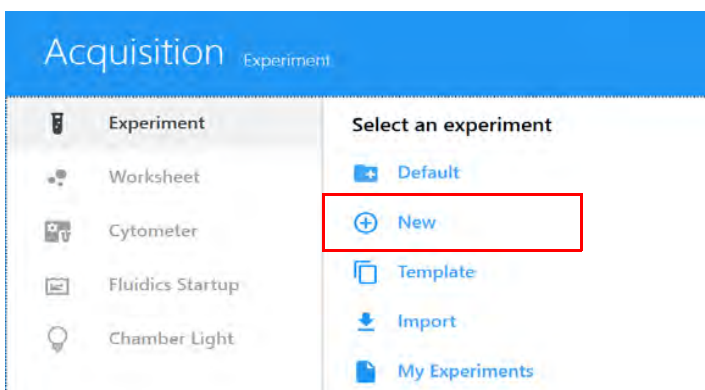 Acquisition Experiment
Experiment
Worksheet
Cytometer
Fluidics Startup
Chamber Light
Select an experiment
Default
New
Template
Import
My Experiments